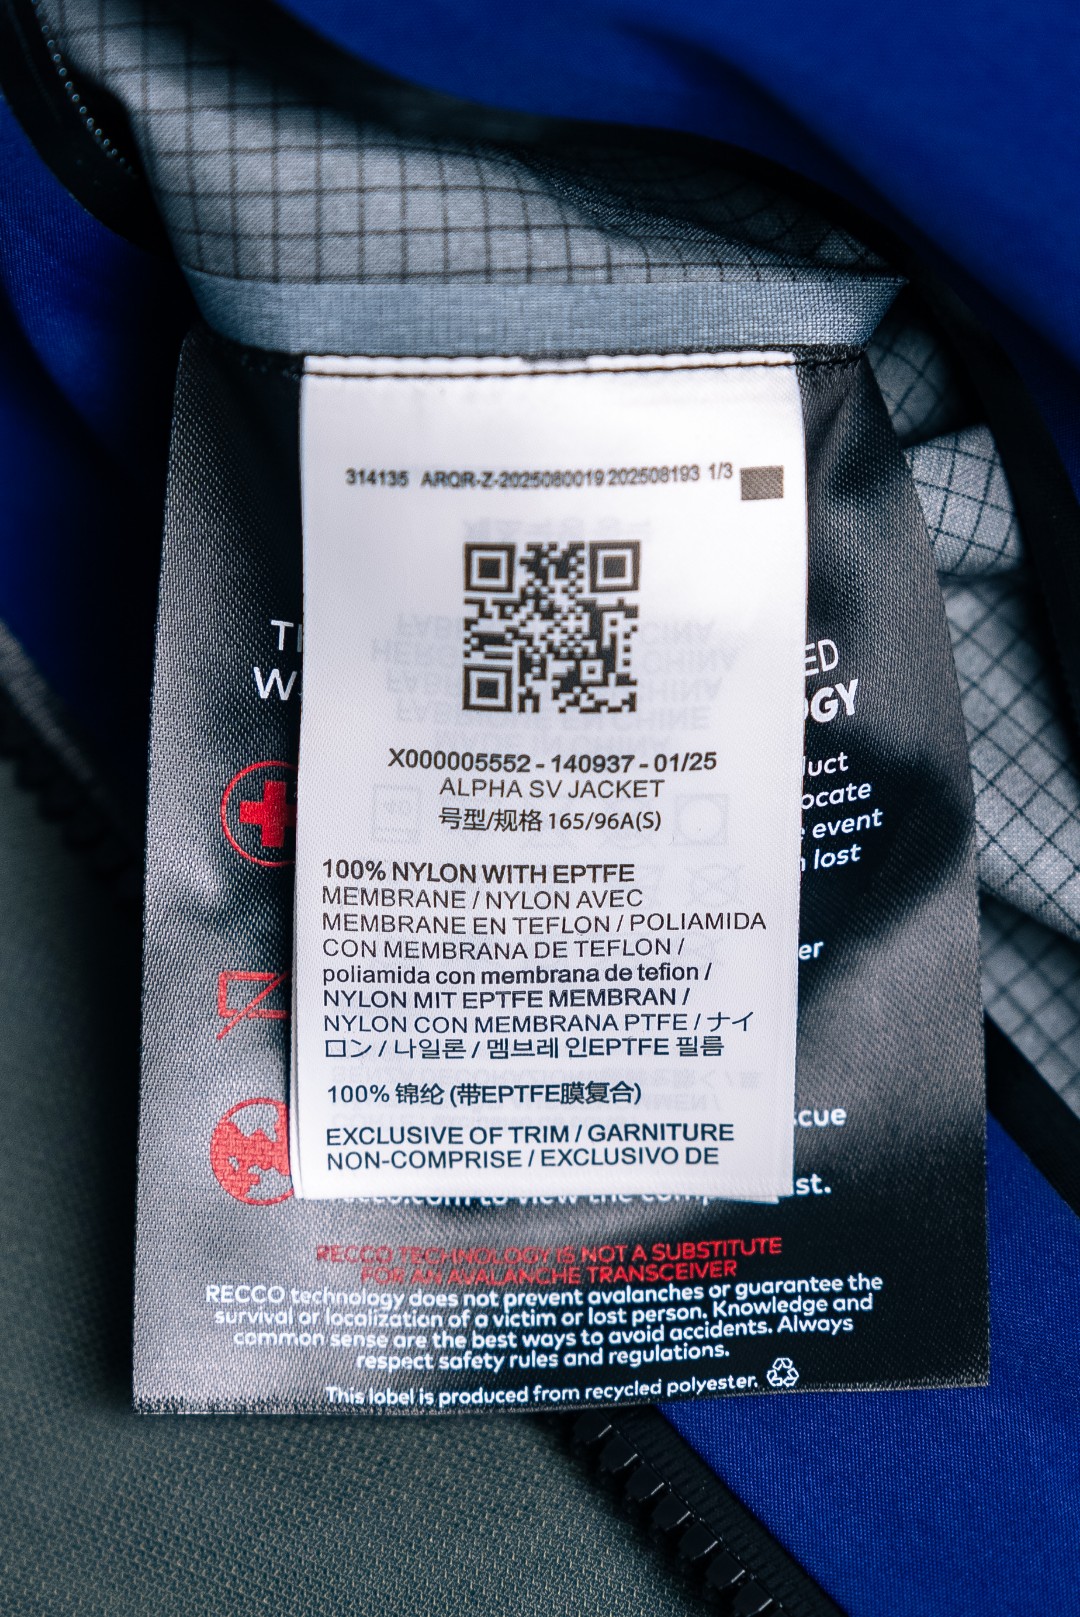 314135 ARQR-Z-2025080019 202508193 1/3
X000005552 - 140937 - 01/25
ALPHA SV JACKET
号型/规格 165/96A(S)
100% NYLON WITH EPTFE
MEMBRANE / NYLON AVEC
MEMBRANE EN TEFLON / POLIAMIDA
CON MEMBRANA DE TEFLON /
poliamida con membrana de tefion /
NYLON MIT EPTFE MEMBRAN /
NYLON CON MEMBRANA PTFE / ナイ
ロン / 나일론 / 멤브레 인EPTFE 필름
100% 锦纶 (带EPTFE膜复合)
EXCLUSIVE OF TRIM / GARNITURE
NON-COMPRISE / EXCLUSIVO DE
event
lost
RECCO TECHNOLOGY IS NOT A SUBSTITUTE
FOR AN AVALANCHE TRANSCEIVER
RECCO technology does not prevent avalanches or guarantee the
survival or localization of a victim or lost person. Knowledge and
common sense are the best ways to avoid accidents. Always
respect safety rules and regulations.
This label is produced from recycled polyester.